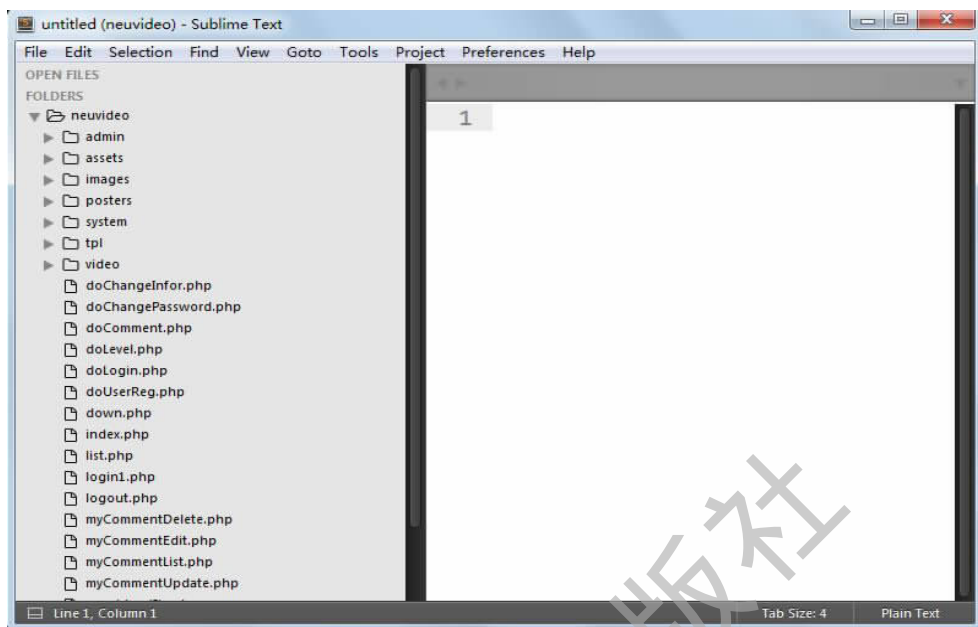 untitled (neuvideo) - Sublime Text
File Edit Selection Find View Goto Tools Project Preferences Help
OPEN FILES
FOLDERS
neuvideo
admin
assets
images
posters
system
tpl
video
doChangeInfor.php
doChangePassword.php
doComment.php
doLevel.php
doLogin.php
doUserReg.php
down.php
index.php
list.php
login1.php
logout.php
myCommentDelete.php
myCommentEdit.php
myCommentList.php
myCommentUpdate.php
1
版社
Line 1, Column 1
Tab Size: 4
Plain Text